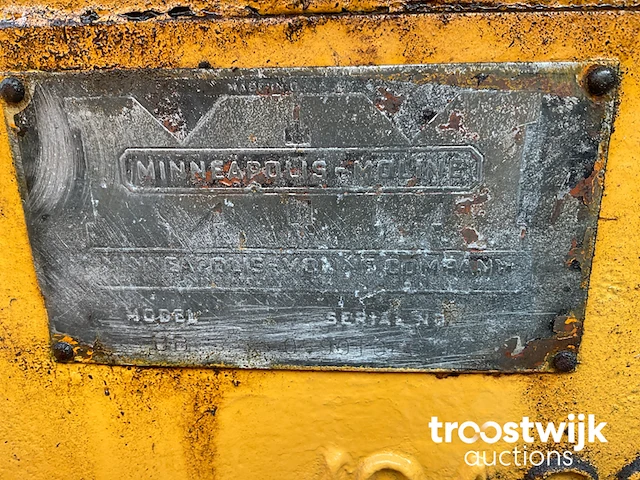 MINNEAPOLIS-MOLINE
MINNEAPOLIS-MOLINE COMPANY
MODEL SERIAL NO.
troostwijk
auctions